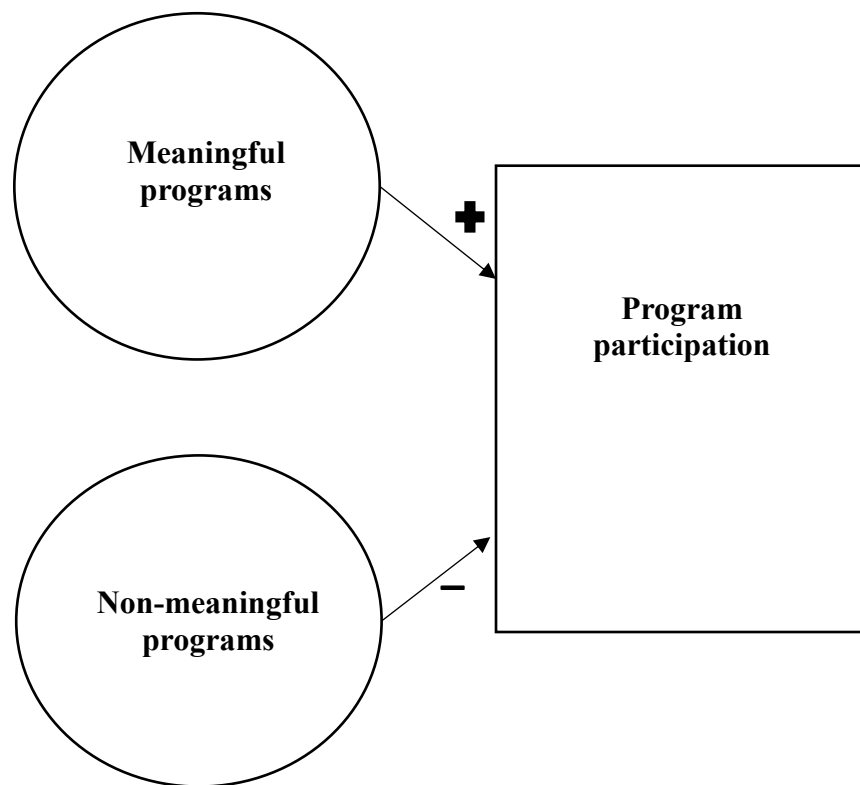 Meaningful
programs
+
Program
participation
−
Non-meaningful
programs